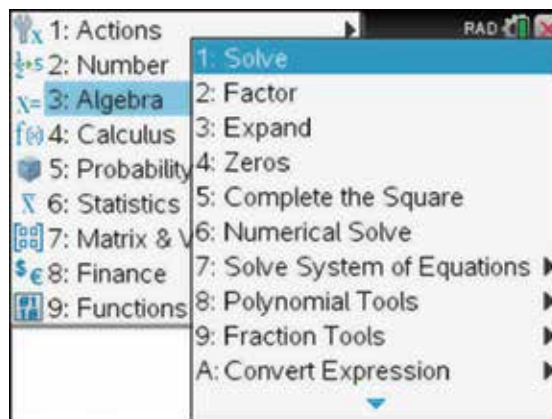 1: Actions
2: Number
3: Algebra
4: Calculus
5: Probability
6: Statistics
7: Matrix & V
8: Finance
9: Functions
RAD
1: Solve
2: Factor
3: Expand
4: Zeros
5: Complete the Square
6: Numerical Solve
7: Solve System of Equations
8: Polynomial Tools
9: Fraction Tools
A: Convert Expression